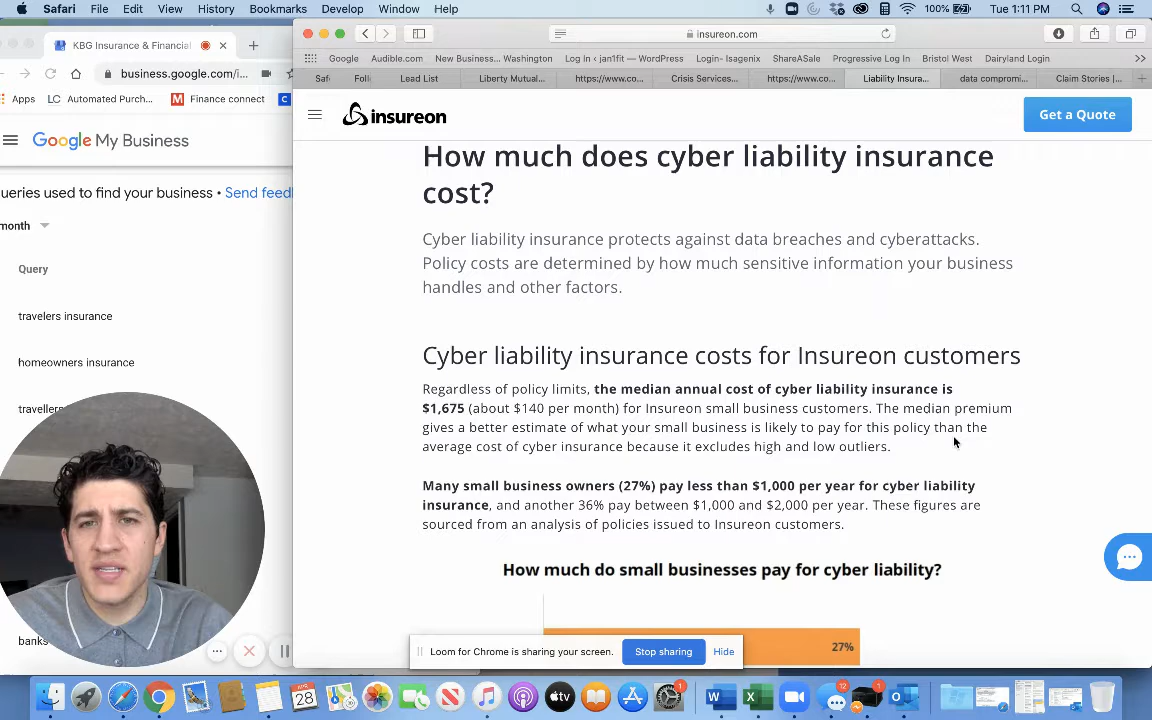 Safari File Edit View History Bookmarks Develop Window Help 100% Tue 1:11 PM
KBG Insurance & Financial
business.google.com/i...
Apps LC Automated Purch... M Finance connect C
Google My Business
ueries used to find your business • Send feed
month
Query
travelers insurance
homeowners insurance
traveller
banks
insureon.com
Google Audible.com New Business... Washington Log In ‹ jan1fit — WordPress Login- Isagenix ShareASale Progressive Log In Bristol West Dairyland Login
Saf Foll Lead List Liberty Mutual... https://www.co... Crisis Services... https://www.co... Liability Insura... data compromi... Claim Stories |...
insureon
Get a Quote
How much does cyber liability insurance
cost?
Cyber liability insurance protects against data breaches and cyberattacks.
Policy costs are determined by how much sensitive information your business
handles and other factors.
Cyber liability insurance costs for Insureon customers
Regardless of policy limits, the median annual cost of cyber liability insurance is
$1,675 (about $140 per month) for Insureon small business customers. The median premium
gives a better estimate of what your small business is likely to pay for this policy than the
average cost of cyber insurance because it excludes high and low outliers.
Many small business owners (27%) pay less than $1,000 per year for cyber liability
insurance, and another 36% pay between $1,000 and $2,000 per year. These figures are
sourced from an analysis of policies issued to Insureon customers.
How much do small businesses pay for cyber liability?
27%
Loom for Chrome is sharing your screen. Stop sharing Hide
APR
28
tv
1
W X 12 1